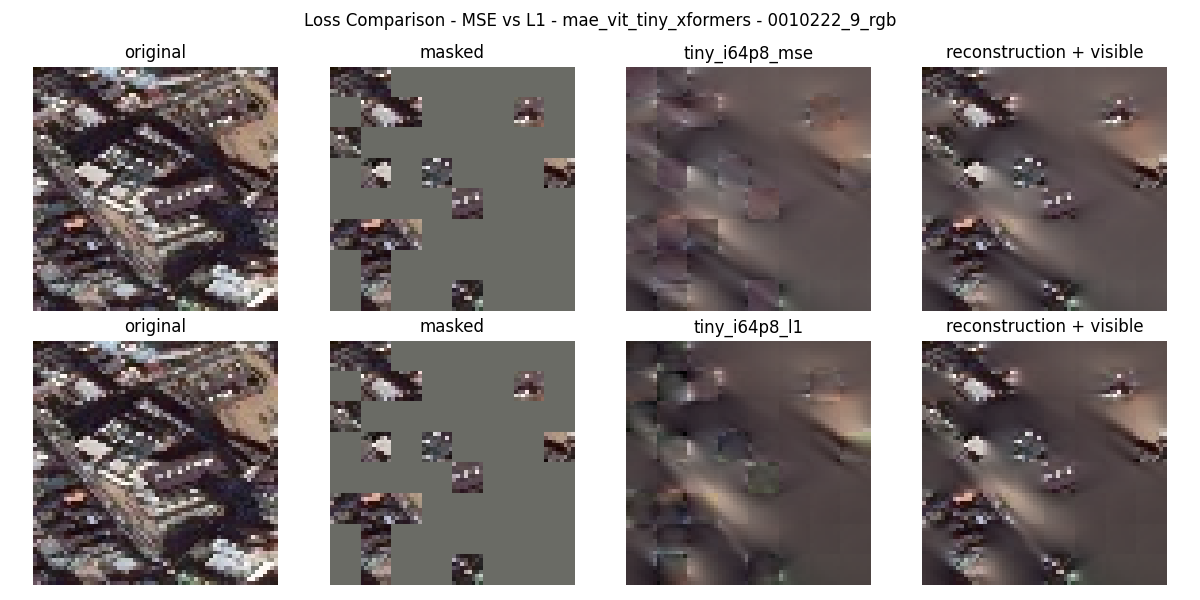 Loss Comparison - MSE vs L1 - mae_vit_tiny_xformers - 0010222_9_rgb
original masked tiny_i64p8_mse reconstruction + visible
original masked tiny_i64p8_l1 reconstruction + visible